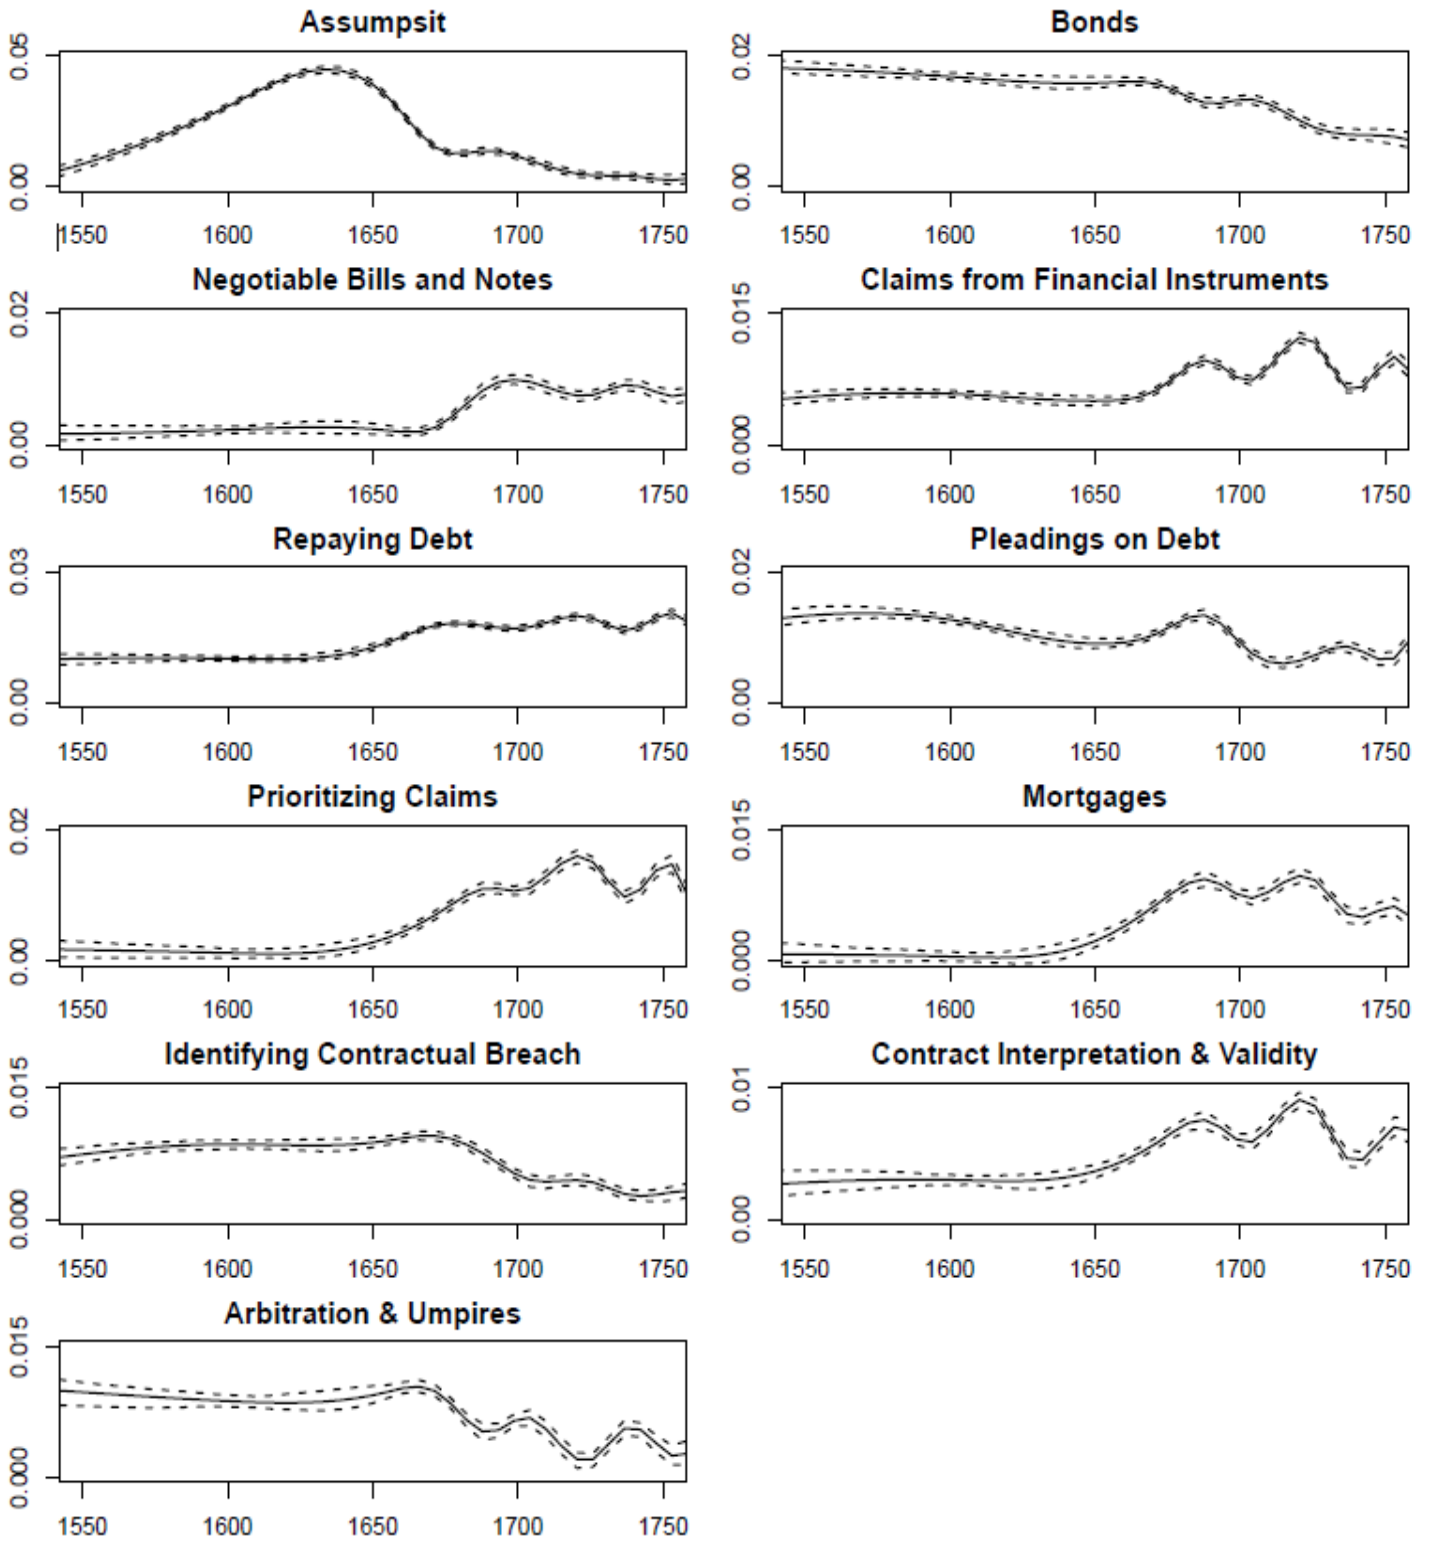 Assumpsit
0.05
0.00
1550 1600 1650 1700 1750
Bonds
0.02
0.00
1550 1600 1650 1700 1750
Negotiable Bills and Notes
0.02
0.00
1550 1600 1650 1700 1750
Claims from Financial Instruments
0.015
0.000
1550 1600 1650 1700 1750
Repaying Debt
0.03
0.00
1550 1600 1650 1700 1750
Pleadings on Debt
0.02
0.00
1550 1600 1650 1700 1750
Prioritizing Claims
0.02
0.00
1550 1600 1650 1700 1750
Mortgages
0.015
0.000
1550 1600 1650 1700 1750
Identifying Contractual Breach
0.015
0.000
1550 1600 1650 1700 1750
Contract Interpretation & Validity
0.01
0.00
1550 1600 1650 1700 1750
Arbitration & Umpires
0.015
0.000
1550 1600 1650 1700 1750